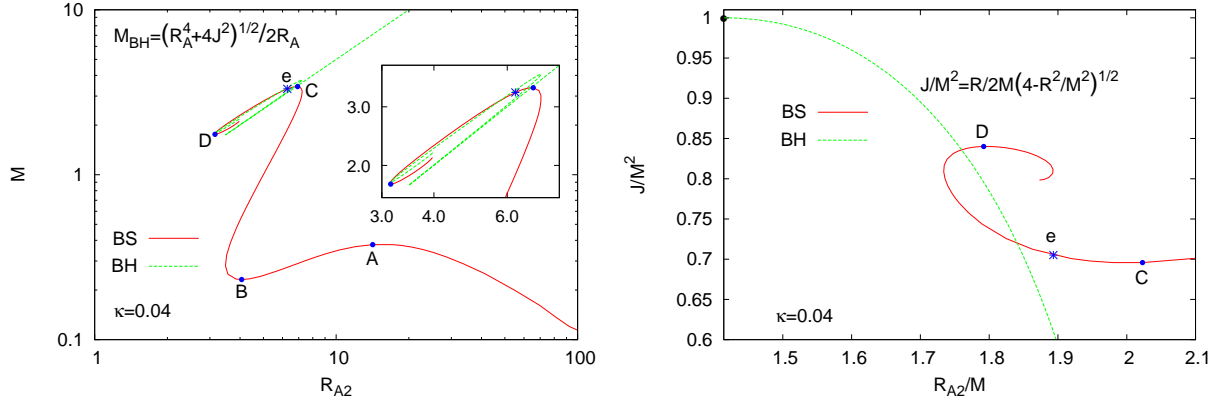 M_BH=(R_A^4+4J^2)^1/2/2R_A
M
10
1
0.1
e
C
D
3.0
2.0
3.0
4.0
6.0
BS
BH
A
B
κ=0.04
1
10
100
R_A2
J/M^2
1
0.95
0.9
0.85
0.8
0.75
0.7
0.65
0.6
J/M^2=R/2M(4-R^2/M^2)^1/2
BS
BH
D
e
C
κ=0.04
1.5
1.6
1.7
1.8
1.9
2
2.1
R_A2/M